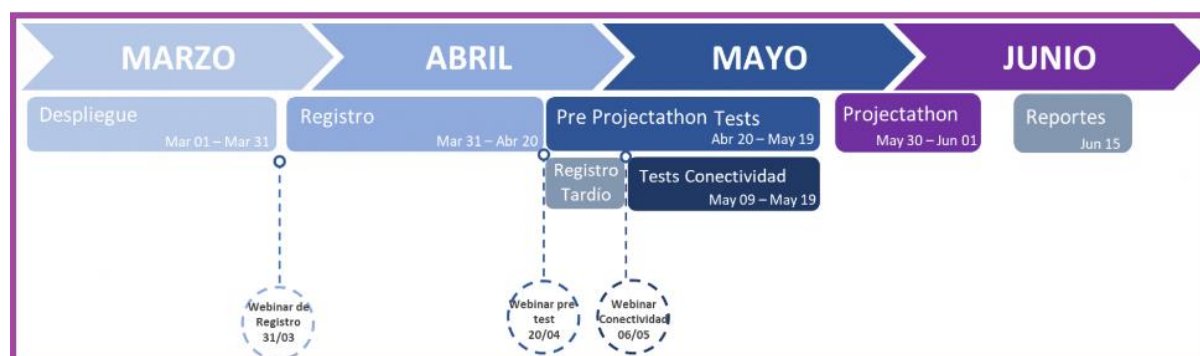 MARZO
ABRIL
MAYO
JUNIO
Despliegue
Mar 01 – Mar 31
Registro
Mar 31 – Abr 20
Pre Projectathon Tests
Abr 20 – May 19
Projectathon
May 30 – Jun 01
Reportes
Jun 15
Registro
Tardío
Tests Conectividad
May 09 – May 19
Webinar de
Registro
31/03
Webinar pre
test
20/04
Webinar
Conectividad
06/05